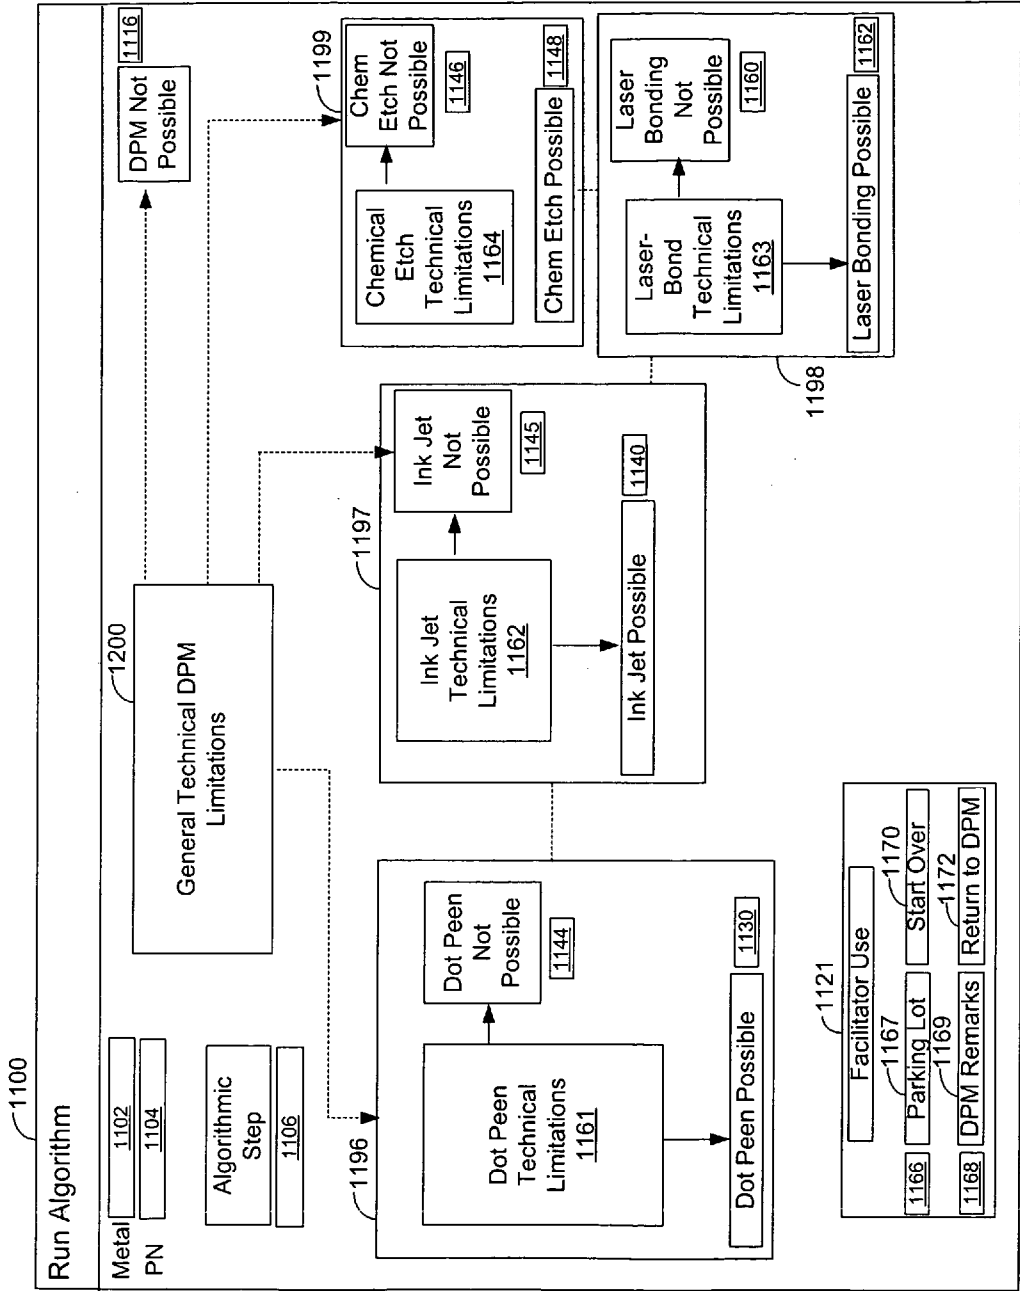 1100
Run Algorithm
Metal
1102
PN
1104
Algorithmic
Step
1106
1200
General Technical DPM
Limitations
DPM Not
Possible
1116
1196
Dot Peen
Technical
Limitations
1161
Dot Peen
Not
Possible
1144
Dot Peen Possible
1130
1197
Ink Jet
Technical
Limitations
1162
Ink Jet
Not
Possible
1145
Ink Jet Possible
1140
1199
Chemical
Etch
Technical
Limitations
1164
Chem
Etch Not
Possible
1146
Chem Etch Possible
1148
1198
Laser-
Bond
Technical
Limitations
1163
Laser
Bonding
Not
Possible
1160
Laser Bonding Possible
1162
1121
Facilitator Use
1166
1167
Parking Lot
1170
Start Over
1168
1169
DPM Remarks
1172
Return to DPM